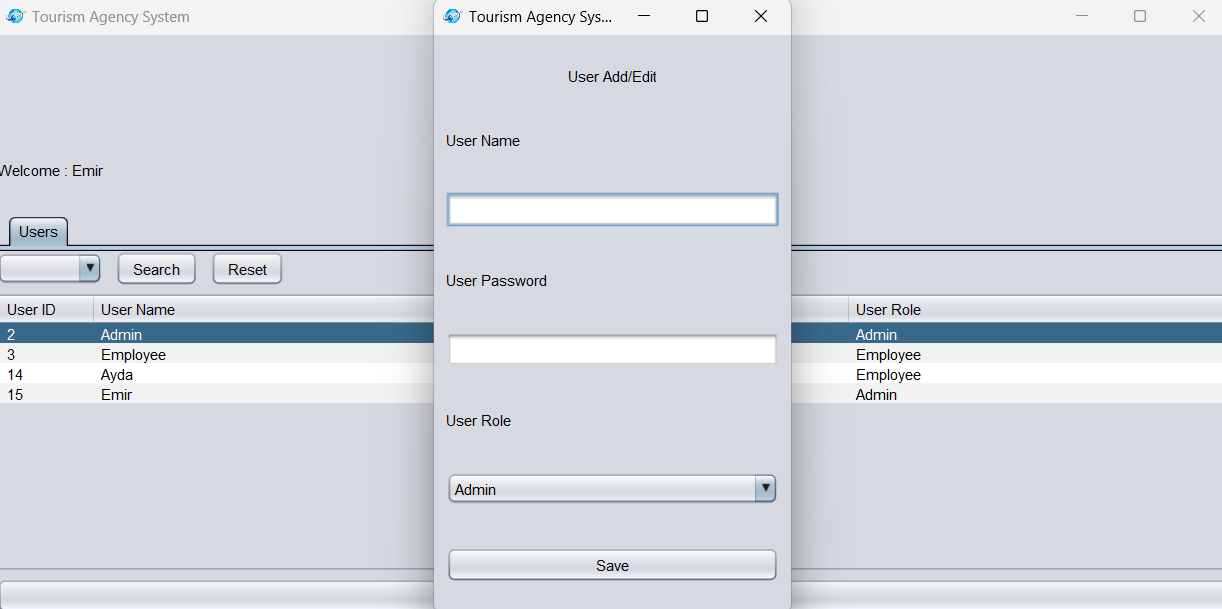 Tourism Agency System
Tourism Agency Sys...
User Add/Edit
User Name
User Password
User Role
Admin
Save
Welcome : Emir
Users
Search Reset
User ID User Name User Role
2 Admin Admin
3 Employee Employee
14 Ayda Employee
15 Emir Admin